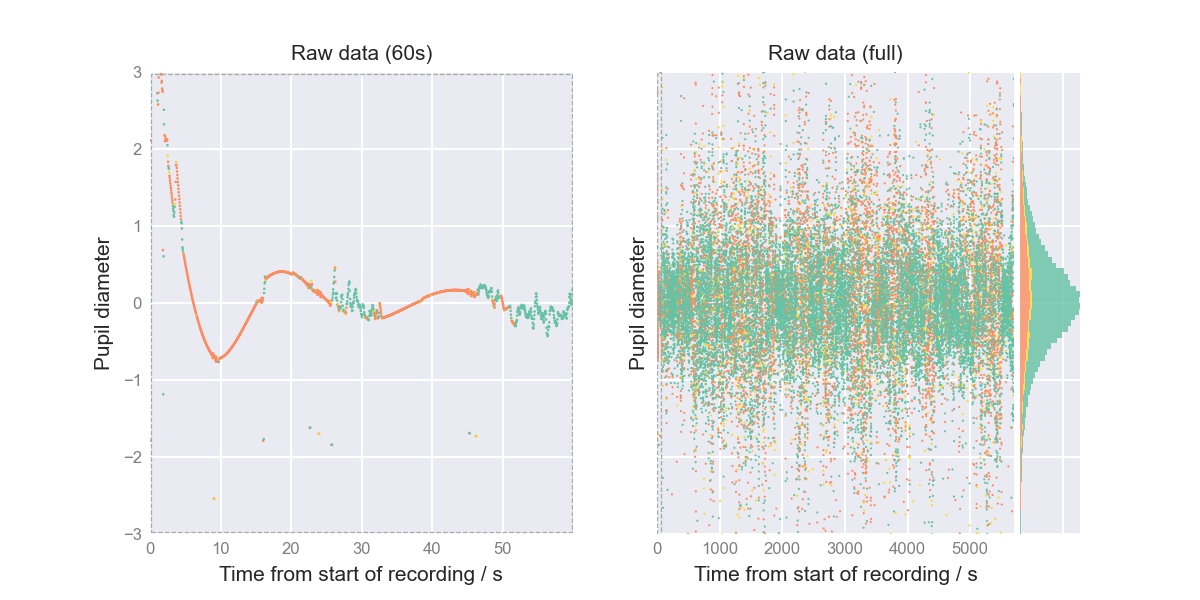 Raw data (60s)
Raw data (full)
Pupil diameter
3
2
1
0
−1
−2
−3
0 10 20 30 40 50
Time from start of recording / s
Pupil diameter
0 1000 2000 3000 4000 5000
Time from start of recording / s